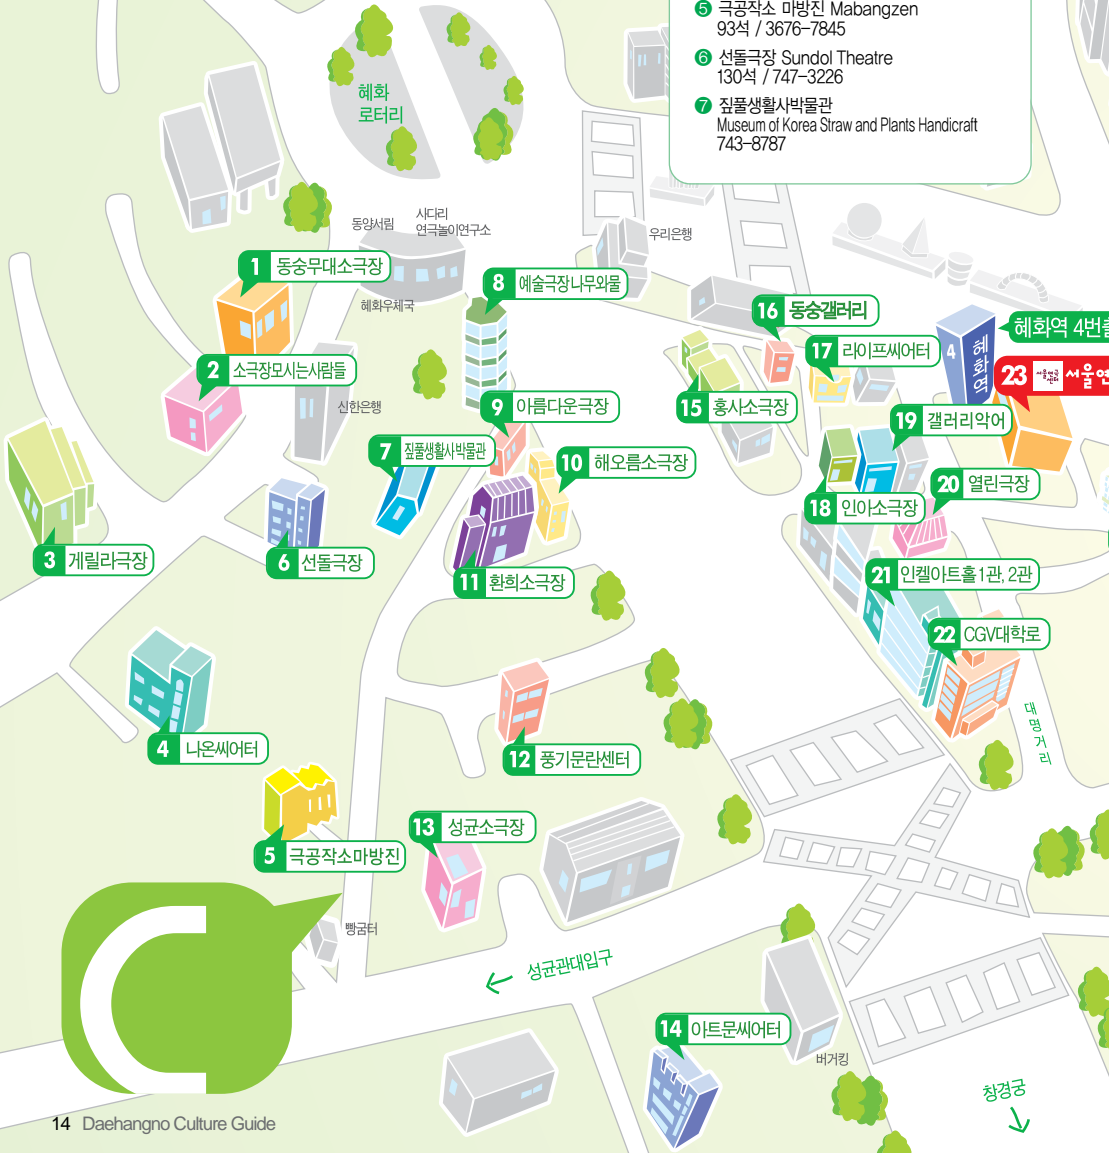 5 극공작소 마방진 Mabangzen
93석 / 3676-7845
6 선돌극장 Sundol Theatre
130석 / 747-3226
7 짚풀생활사박물관
Museum of Korea Straw and Plants Handicraft
743-8787
혜화
로터리
동양서림
사다리
연극놀이연구소
우리은행
혜화우체국
신한은행
1 동숭무대소극장
2 소극장모시는사람들
3 게릴라극장
4 나온씨어터
5 극공작소마방진
6 선돌극장
7 짚풀생활사박물관
8 예술극장나무와물
9 아름다운극장
10 해오름소극장
11 환희소극장
12 풍기문란센터
13 성균소극장
14 아트문씨어터
15 홍사소극장
16 동숭갤러리
17 라이프씨어터
4 혜화역
혜화역 4번출
23 서울연
18 인아소극장
19 갤러리악어
20 열린극장
21 인켈아트홀1관, 2관
22 CGV대학로
대명거리
빵굼터
성균관대입구
버거킹
창경궁
C
14 Daehangno Culture Guide